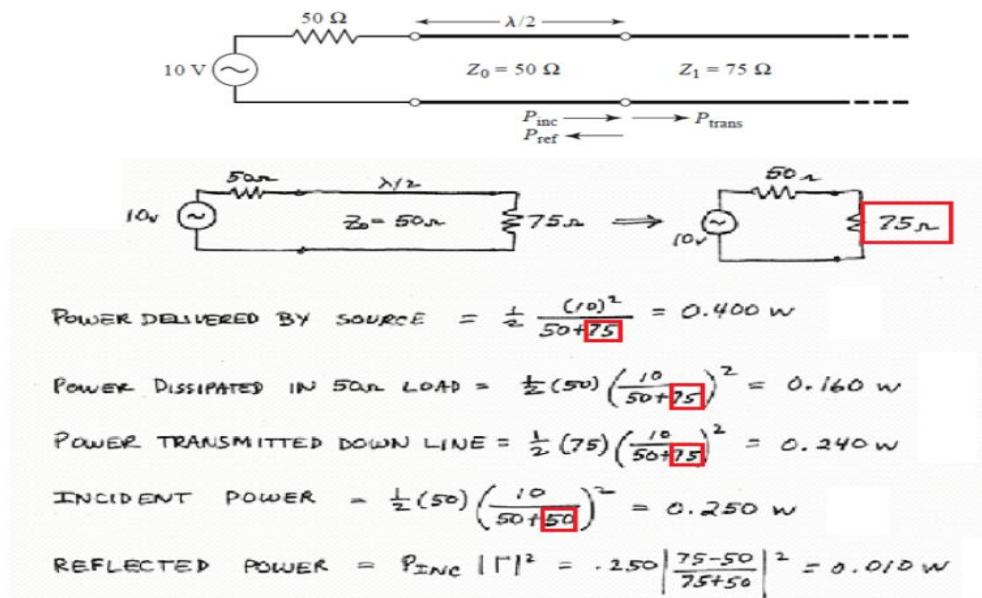 50 Ω
λ/2
10 V
Z₀ = 50 Ω
Z₁ = 75 Ω
P_inc
P_trans
P_ref
50Ω
λ/2
10V
Z₀ = 50Ω
75Ω
⇒
50Ω
10V
75Ω
POWER DELIVERED BY SOURCE = 1/2 (10)²/(50+75) = 0.400 W
POWER DISSIPATED IN 50Ω LOAD = 1/2 (50) (10/(50+75))² = 0.160 W
POWER TRANSMITTED DOWN LINE = 1/2 (75) (10/(50+75))² = 0.240 W
INCIDENT POWER = 1/2 (50) (10/(50+50))² = 0.250 W
REFLECTED POWER = P_INC |Γ|² = .250 |(75-50)/(75+50)|² = 0.010 W